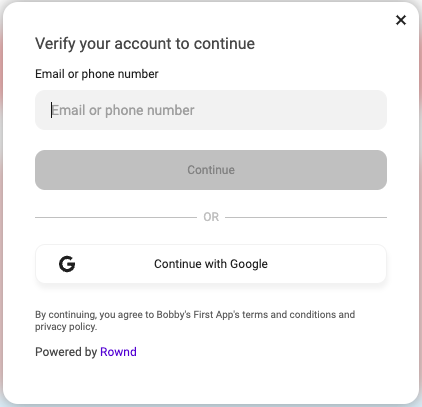 Verify your account to continue
Email or phone number
Email or phone number
Continue
OR
Continue with Google
By continuing, you agree to Bobby's First App's terms and conditions and
privacy policy.
Powered by Rownd